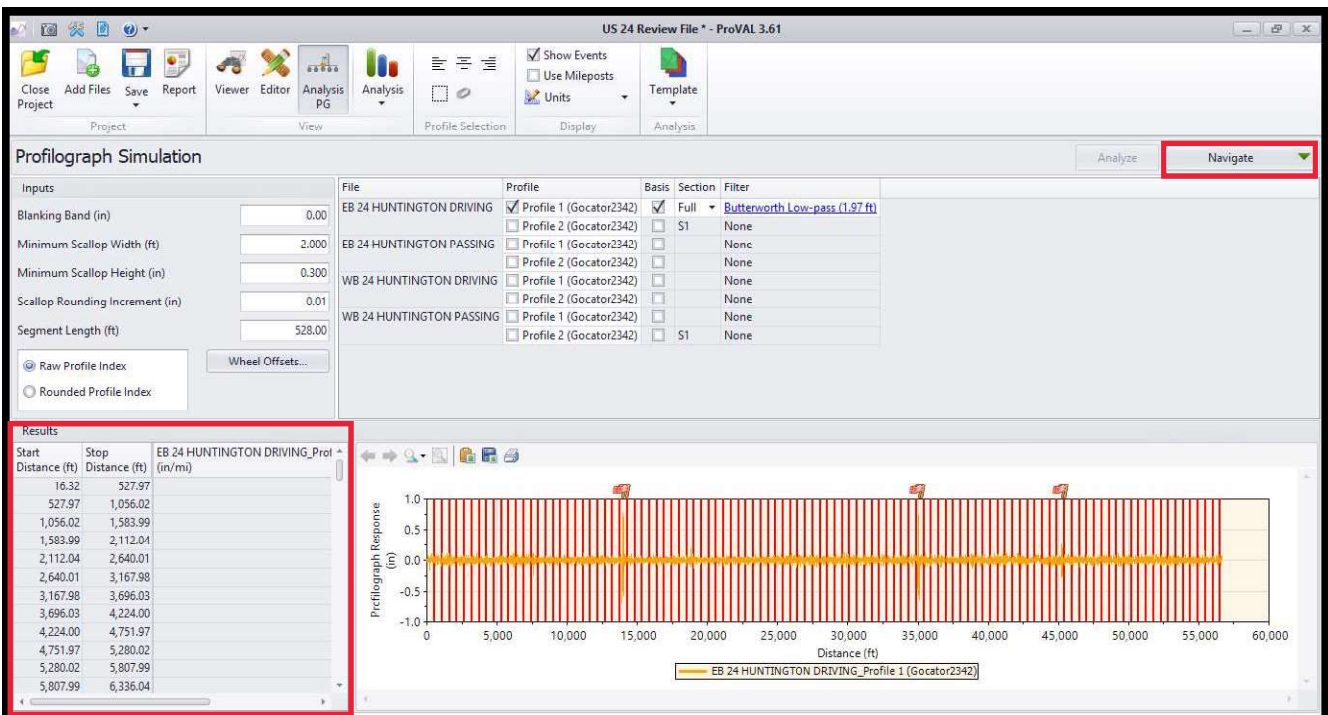 US 24 Review File * - ProVAL 3.61
Close Project
Add Files
Save
Report
Viewer
Editor
Analysis PG
Analysis
Show Events
Use Mileposts
Units
Template
Project
View
Profile Selection
Display
Analysis
Profilograph Simulation
Analyze
Navigate
Inputs
Blanking Band (in) 0.00
Minimum Scallop Width (ft) 2.000
Minimum Scallop Height (in) 0.300
Scallop Rounding Increment (in) 0.01
Segment Length (ft) 528.00
Raw Profile Index
Rounded Profile Index
Wheel Offsets...
File Profile Basis Section Filter
EB 24 HUNTINGTON DRIVING Profile 1 (Gocator2342) Full Butterworth Low-pass (1.97 ft)
Profile 2 (Gocator2342) S1 None
EB 24 HUNTINGTON PASSING Profile 1 (Gocator2342) None
Profile 2 (Gocator2342) None
WB 24 HUNTINGTON DRIVING Profile 1 (Gocator2342) None
Profile 2 (Gocator2342) None
WB 24 HUNTINGTON PASSING Profile 1 (Gocator2342) None
Profile 2 (Gocator2342) S1 None
Results
Start Stop EB 24 HUNTINGTON DRIVING_Prof
Distance (ft) Distance (ft) (in/mi)
16.32 527.97
527.97 1,056.02
1,056.02 1,583.99
1,583.99 2,112.04
2,112.04 2,640.01
2,640.01 3,167.98
3,167.98 3,696.03
3,696.03 4,224.00
4,224.00 4,751.97
4,751.97 5,280.02
5,280.02 5,807.99
5,807.99 6,336.04
Profilograph Response
(in)
1.0
0.5
0.0
-0.5
-1.0
0 5,000 10,000 15,000 20,000 25,000 30,000 35,000 40,000 45,000 50,000 55,000 60,000
Distance (ft)
EB 24 HUNTINGTON DRIVING_Profile 1 (Gocator2342)